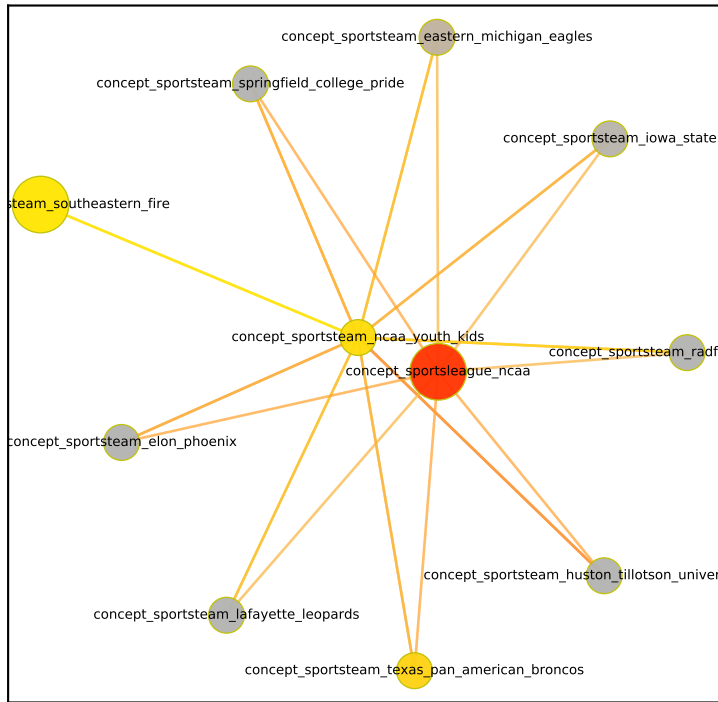 concept_sportsteam_eastern_michigan_eagles
concept_sportsteam_springfield_college_pride
concept_sportsteam_iowa_state
steam_southeastern_fire
concept_sportsteam_ncaa_youth_kids
concept_sportsteam_radf
concept_sportsleague_ncaa
concept_sportsteam_elon_phoenix
concept_sportsteam_huston_tillotson_univer
concept_sportsteam_lafayette_leopards
concept_sportsteam_texas_pan_american_broncos